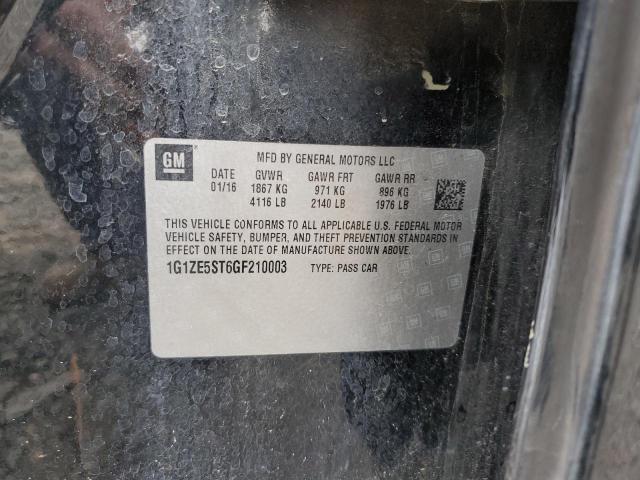 GM
MFD BY GENERAL MOTORS LLC
DATE GVWR GAWR FRT GAWR RR
01/16 1867 KG 971 KG 896 KG
4116 LB 2140 LB 1976 LB
THIS VEHICLE CONFORMS TO ALL APPLICABLE U.S. FEDERAL MOTOR
VEHICLE SAFETY, BUMPER, AND THEFT PREVENTION STANDARDS IN
EFFECT ON THE DATE OF MANUFACTURE SHOWN ABOVE.
1G1ZE5ST6GF210003 TYPE: PASS CAR